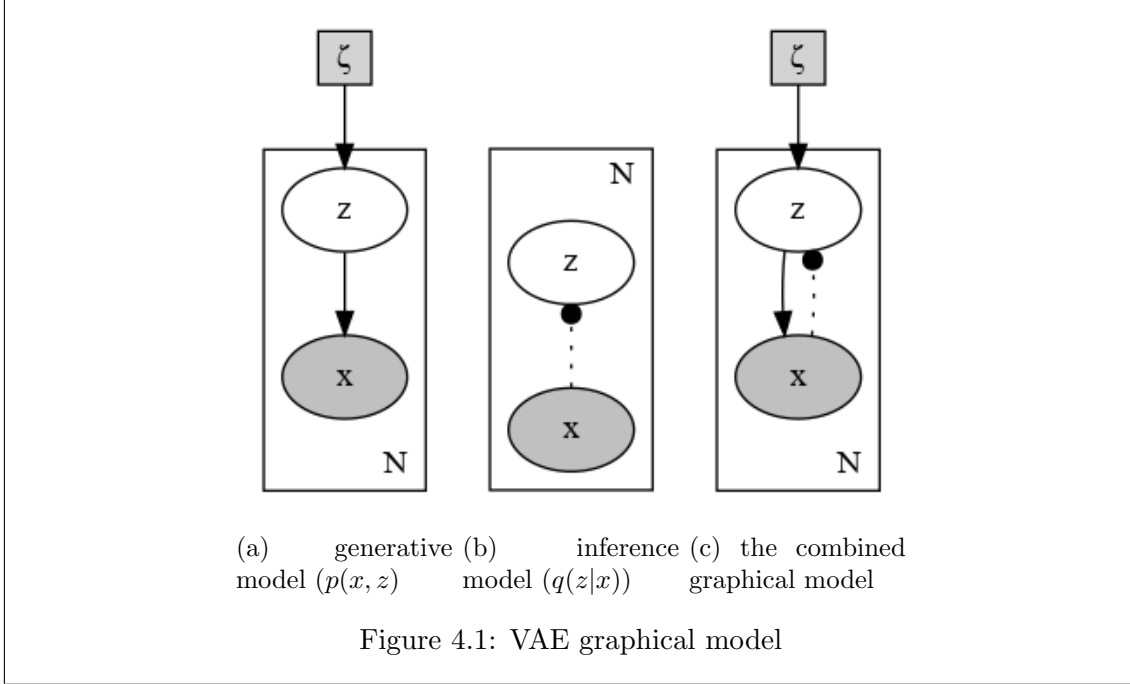 ζ
z
x
N
N
z
x
ζ
z
x
N
(a) generative
model (p(x, z)
(b) inference
model (q(z|x))
(c) the combined
graphical model
Figure 4.1: VAE graphical model